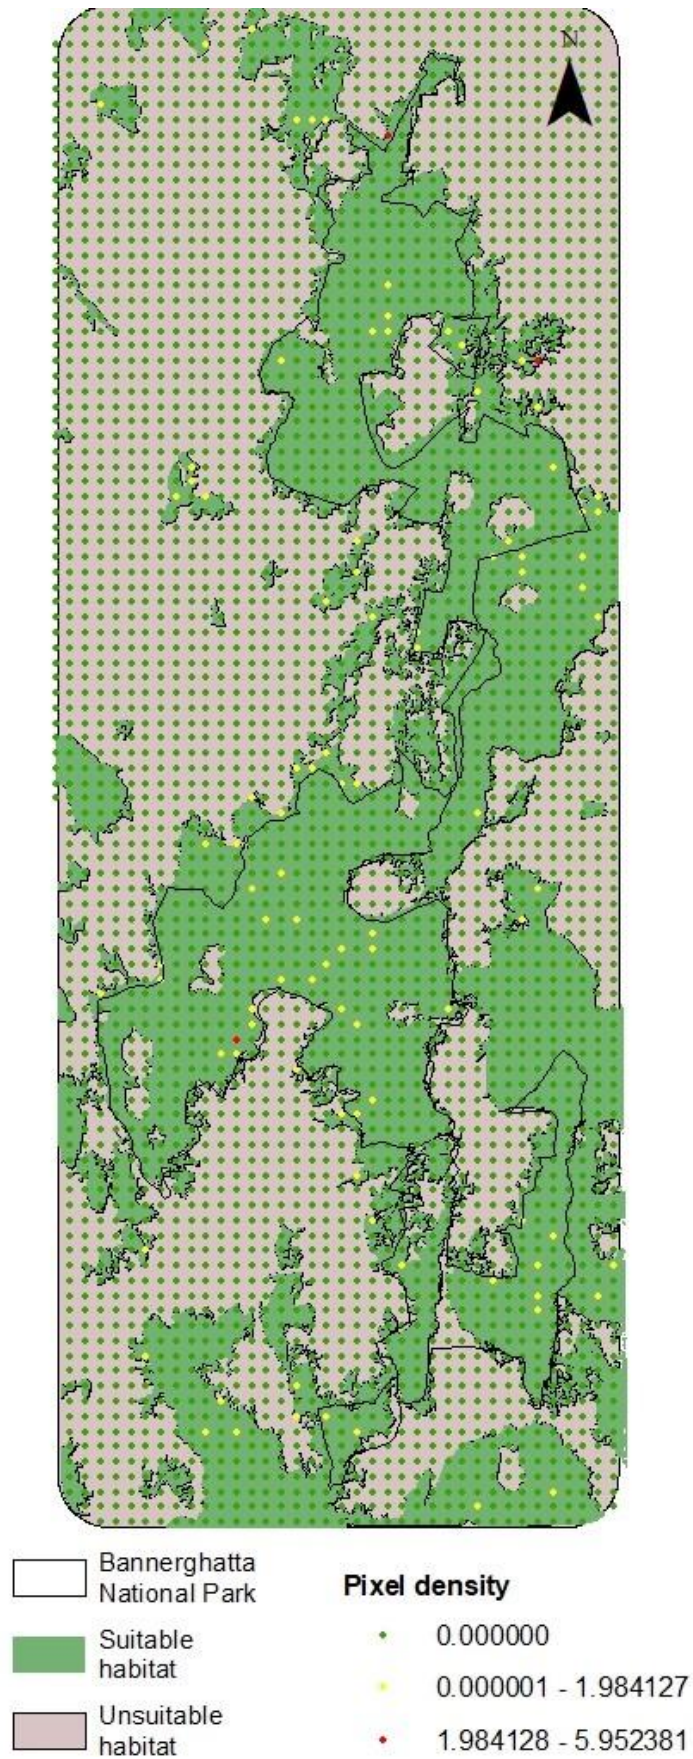 N
Bannerghatta
National Park
Suitable
habitat
Unsuitable
habitat
Pixel density
0.000000
0.000001 - 1.984127
1.984128 - 5.952381